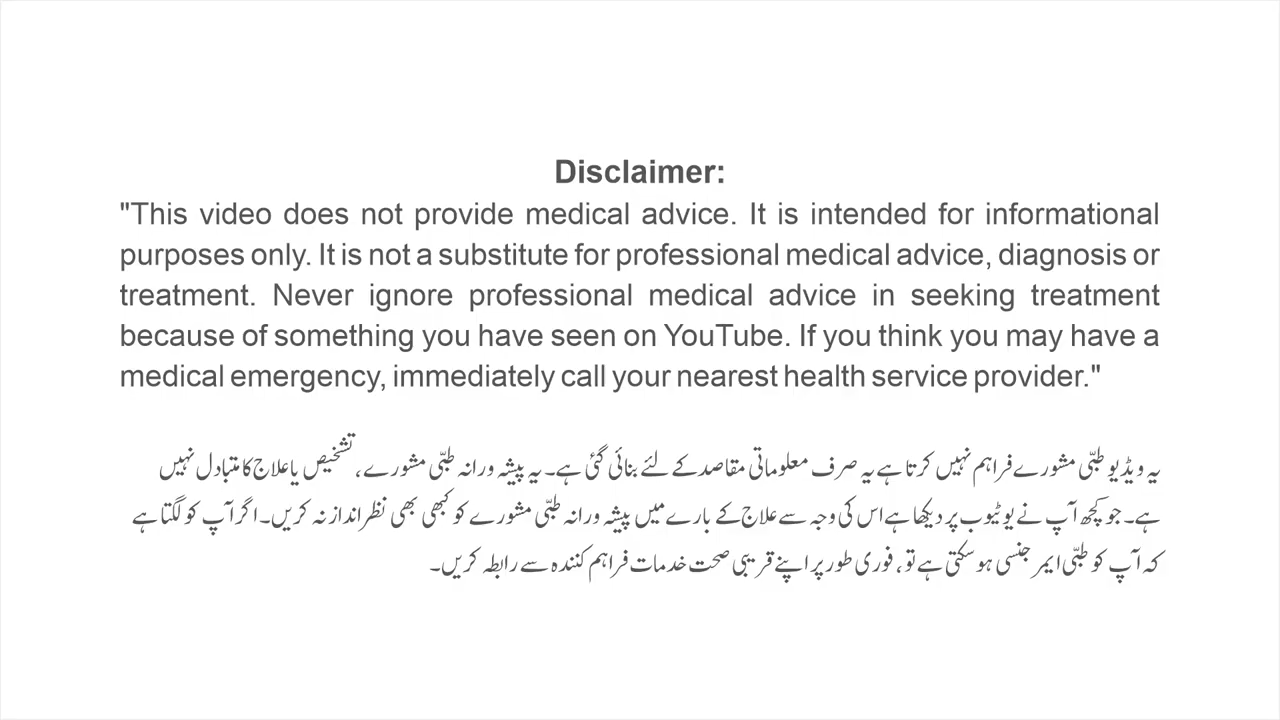 Disclaimer:
"This video does not provide medical advice. It is intended for informational
purposes only. It is not a substitute for professional medical advice, diagnosis or
treatment. Never ignore professional medical advice in seeking treatment
because of something you have seen on YouTube. If you think you may have a
medical emergency, immediately call your nearest health service provider."
یہ ویڈیو طبّی مشورے فراہم نہیں کرتا ہے یہ صرف معلوماتی مقاصد کے لئے بنائی گئی ہے۔ یہ پیشہ ورانہ طبّی مشورے، تشخیص یا علاج کا متبادل نہیں
ہے۔ جو کچھ آپ نے یوٹیوب پر دیکھا ہے اس کی وجہ سے علاج کے بارے میں پیشہ ورانہ طبّی مشورے کو کبھی بھی نظر انداز نہ کریں۔ اگر آپ کو لگتا ہے
کہ آپ کو طبّی ایمر جنسی ہو سکتی ہے تو، فوری طور پر اپنے قریبی صحت خدمات فراہم کنندہ سے رابطہ کریں۔